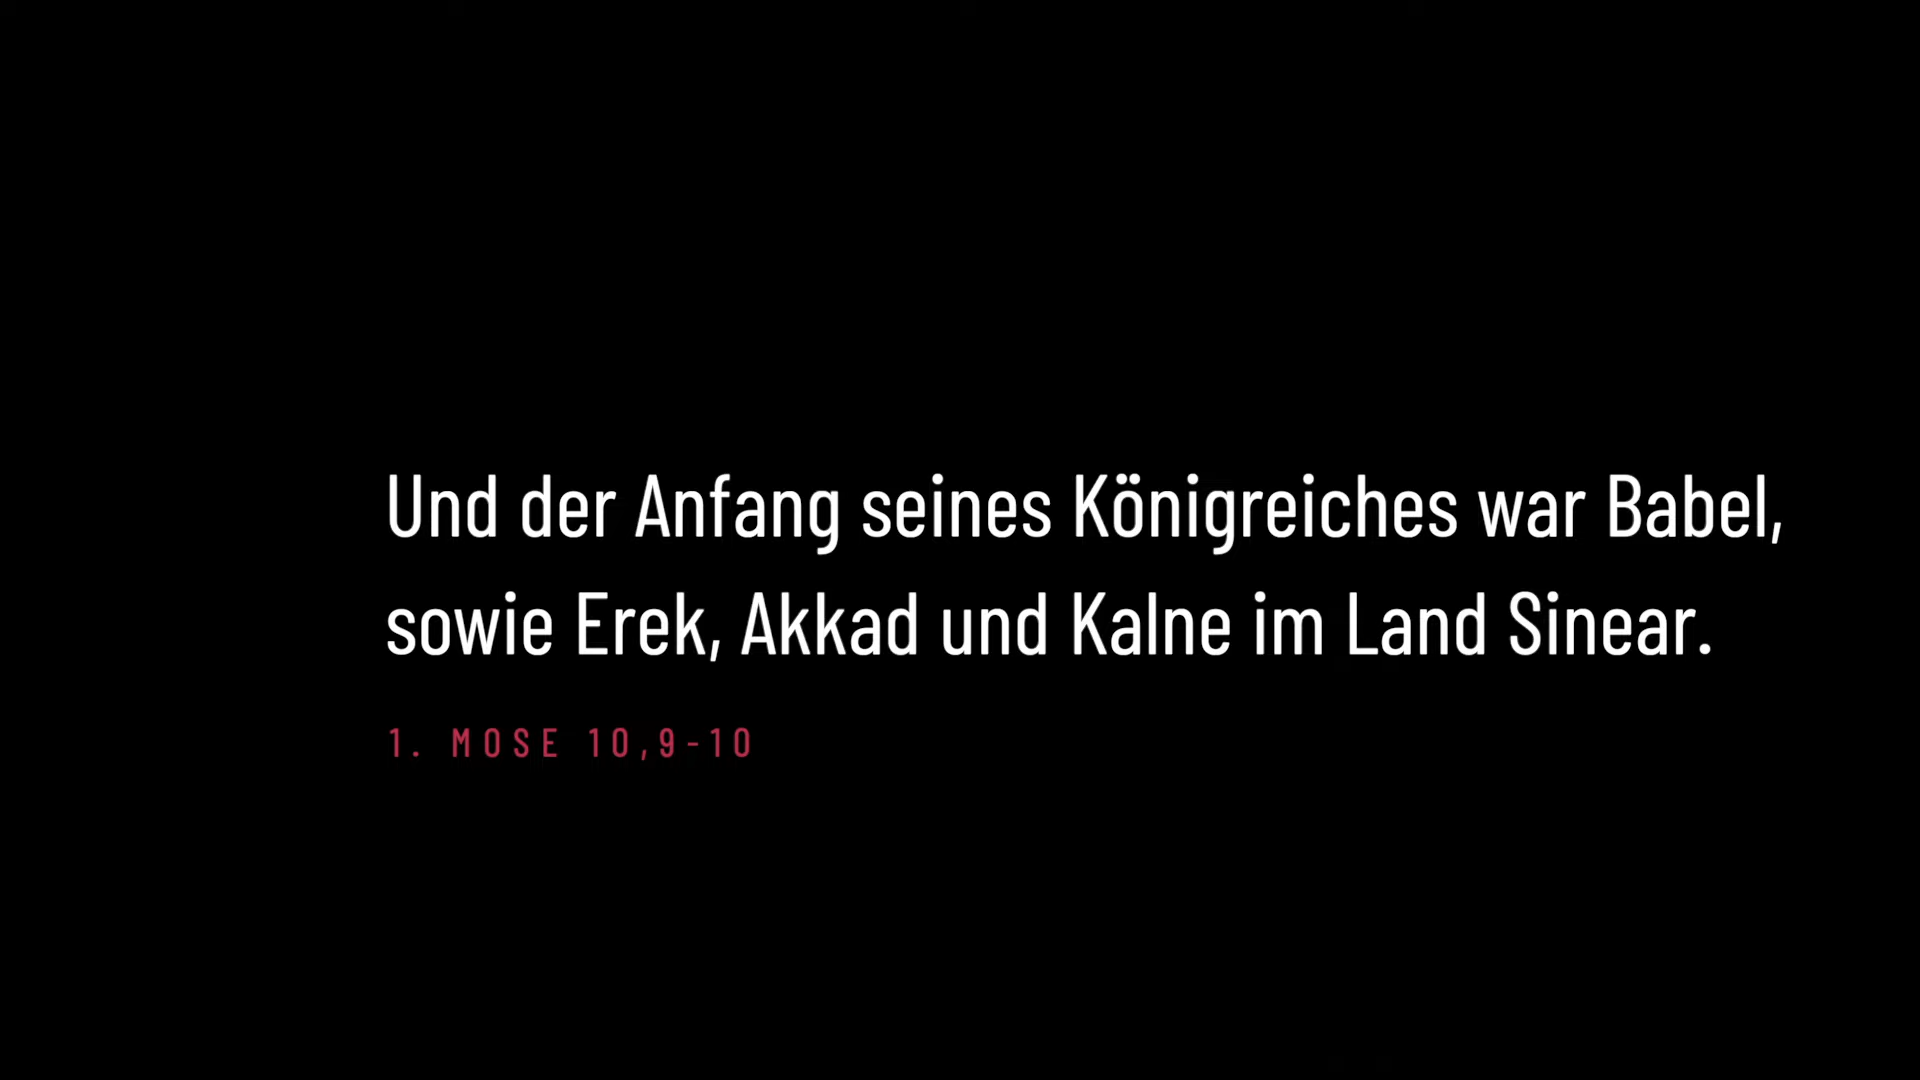 Und der Anfang seines Königreiches war Babel,
sowie Erek, Akkad und Kalne im Land Sinear.
1. MOSE 10,9-10